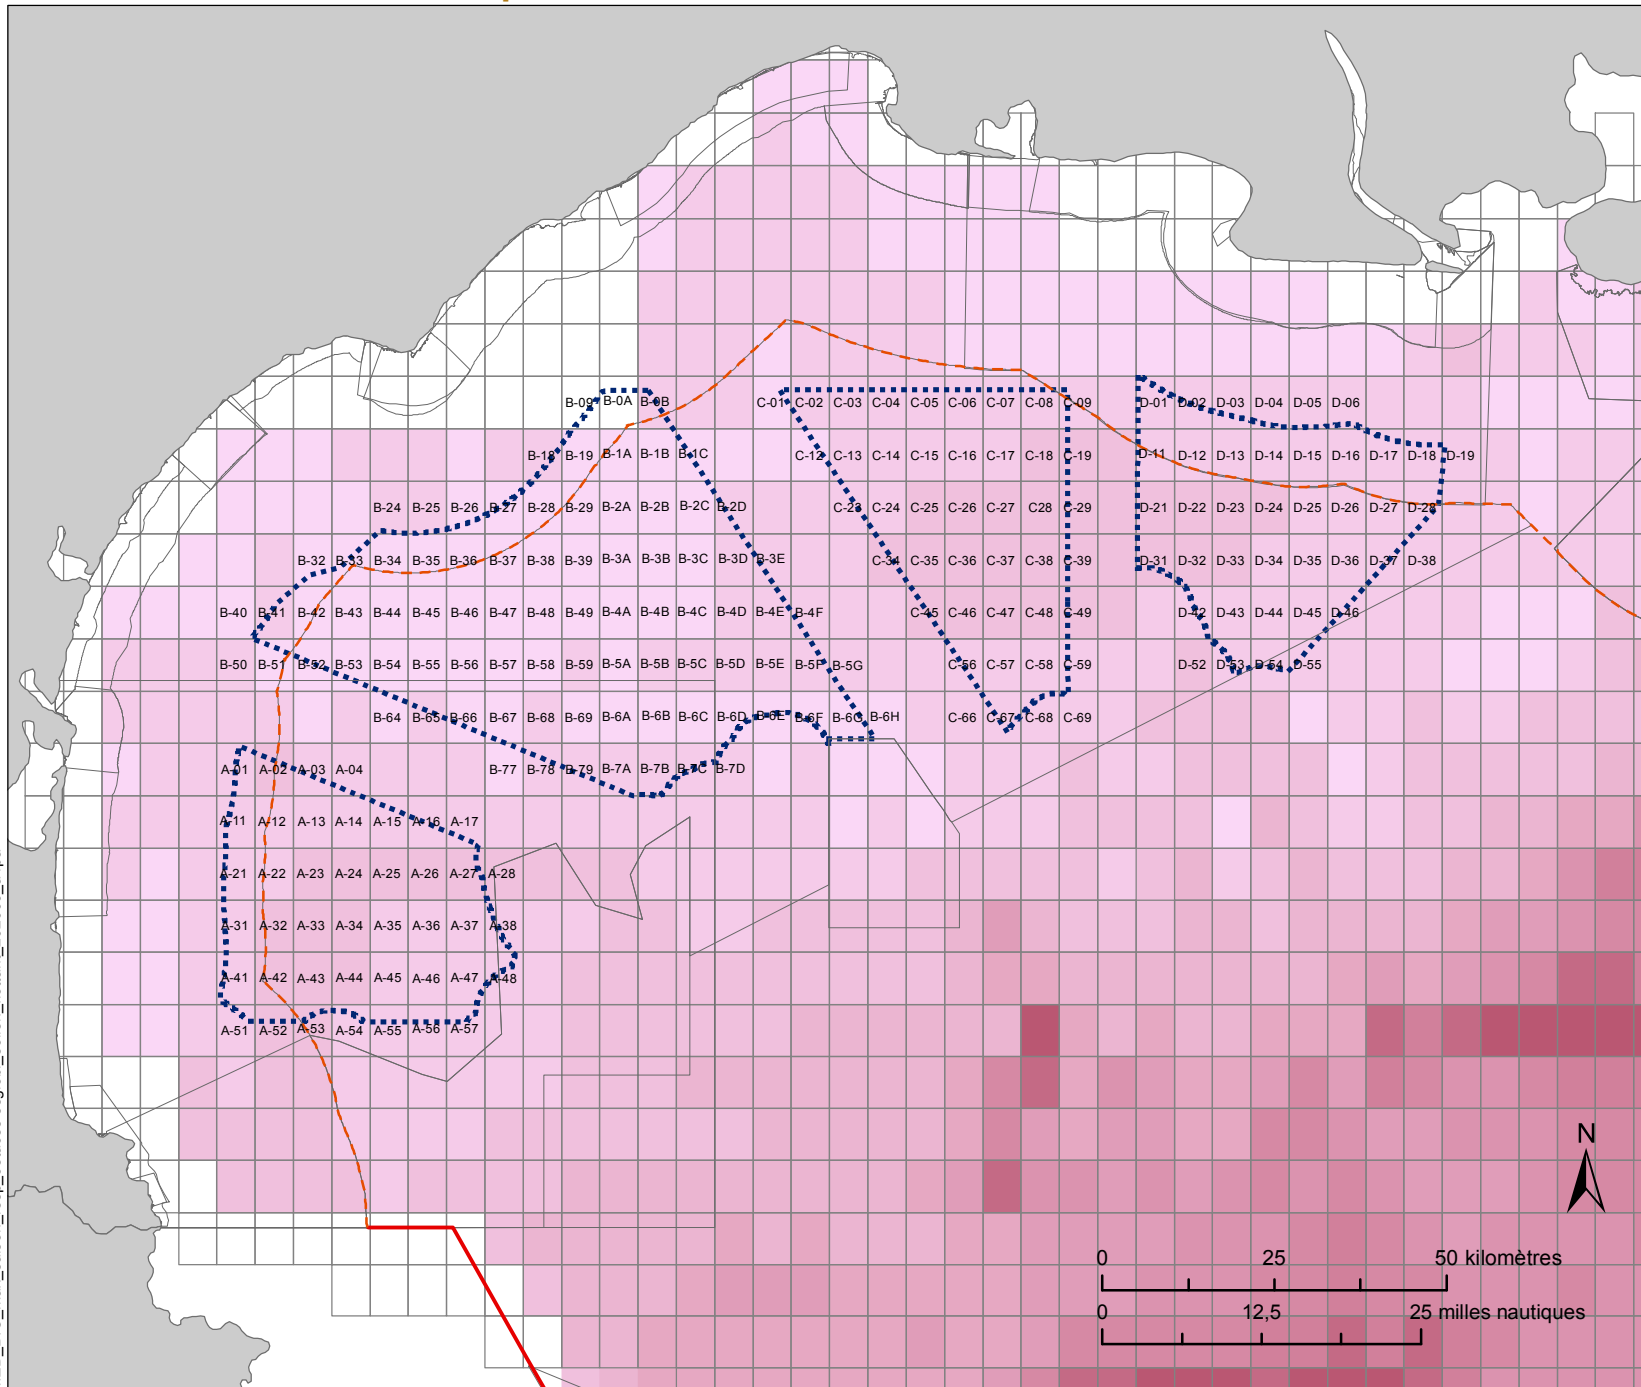 B-09 B-0A B-0B C-01 C-02 C-03 C-04 C-05 C-06 C-07 C-08 C-09 D-01 D-02 D-03 D-04 D-05 D-06
B-18 B-19 B-1A B-1B B-1C C-12 C-13 C-14 C-15 C-16 C-17 C-18 C-19 D-11 D-12 D-13 D-14 D-15 D-16 D-17 D-18 D-19
B-24 B-25 B-26 B-27 B-28 B-29 B-2A B-2B B-2C B-2D C-23 C-24 C-25 C-26 C-27 C28 C-29 D-21 D-22 D-23 D-24 D-25 D-26 D-27 D-28
B-32 B-33 B-34 B-35 B-36 B-37 B-38 B-39 B-3A B-3B B-3C B-3D B-3E C-34 C-35 C-36 C-37 C-38 C-39 D-31 D-32 D-33 D-34 D-35 D-36 D-37 D-38
B-40 B-41 B-42 B-43 B-44 B-45 B-46 B-47 B-48 B-49 B-4A B-4B B-4C B-4D B-4E B-4F C-45 C-46 C-47 C-48 C-49 D-42 D-43 D-44 D-45 D-46
B-50 B-51 B-52 B-53 B-54 B-55 B-56 B-57 B-58 B-59 B-5A B-5B B-5C B-5D B-5E B-5F B-5G C-56 C-57 C-58 C-59 D-52 D-53 D-54 D-55
B-64 B-65 B-66 B-67 B-68 B-69 B-6A B-6B B-6C B-6D B-6E B-6F B-6G B-6H C-66 C-67 C-68 C-69
A-01 A-02 A-03 A-04 B-77 B-78 B-79 B-7A B-7B B-7C B-7D
A-11 A-12 A-13 A-14 A-15 A-16 A-17
A-21 A-22 A-23 A-24 A-25 A-26 A-27 A-28
A-31 A-32 A-33 A-34 A-35 A-36 A-37 A-38
A-41 A-42 A-43 A-44 A-45 A-46 A-47 A-48
A-51 A-52 A-53 A-54 A-55 A-56 A-57
N
0 25 50 kilomètres
0 12,5 25 milles nautiques